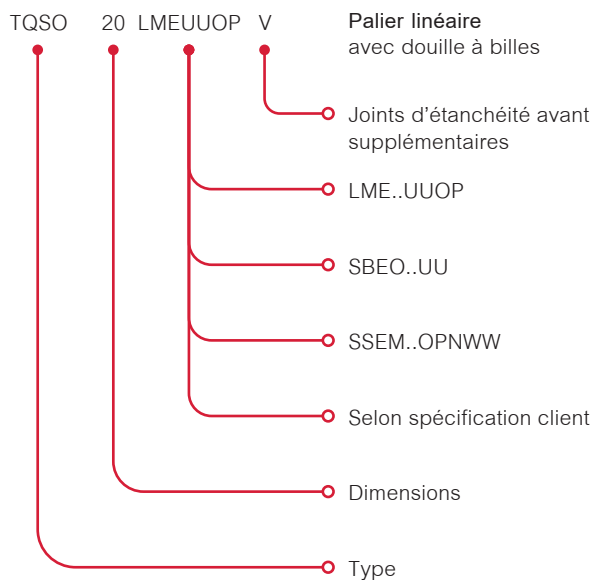 TQSO 20 LMEUUOP V
Palier linéaire
avec douille à billes
Joints d'étanchéité avant
supplémentaires
LME..UUOP
SBEO..UU
SSEM..OPNWW
Selon spécification client
Dimensions
Type